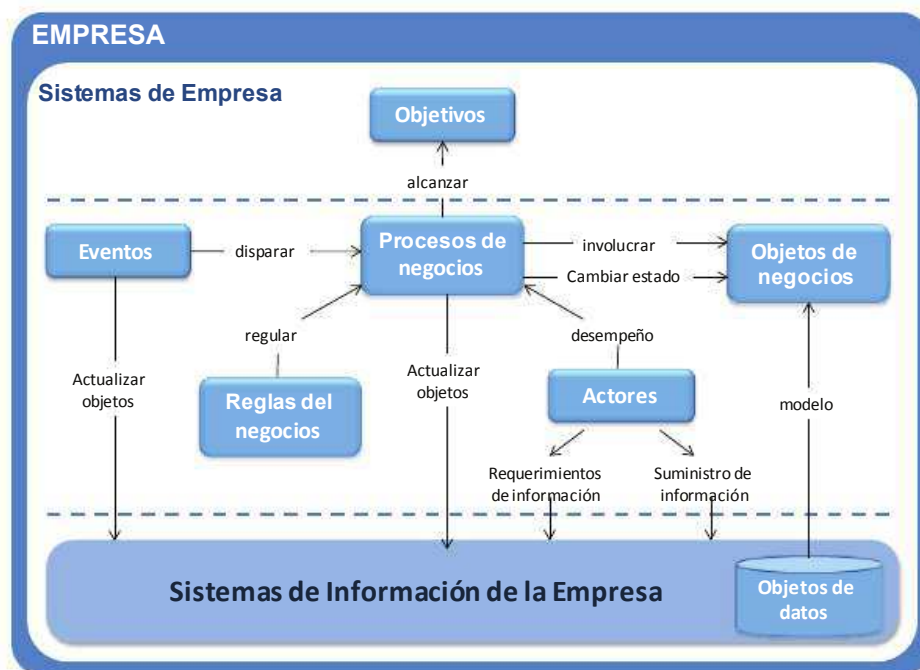 EMPRESA
Sistemas de Empresa
Objetivos
alcanzar
Eventos
disparar
Procesos de
negocios
involucrar
Cambiar estado
Objetos de
negocios
regular
desempeño
Actualizar
objetos
Reglas del
negocios
Actualizar
objetos
Actores
modelo
Requerimientos
de información
Suministro de
información
Sistemas de Información de la Empresa
Objetos de
datos